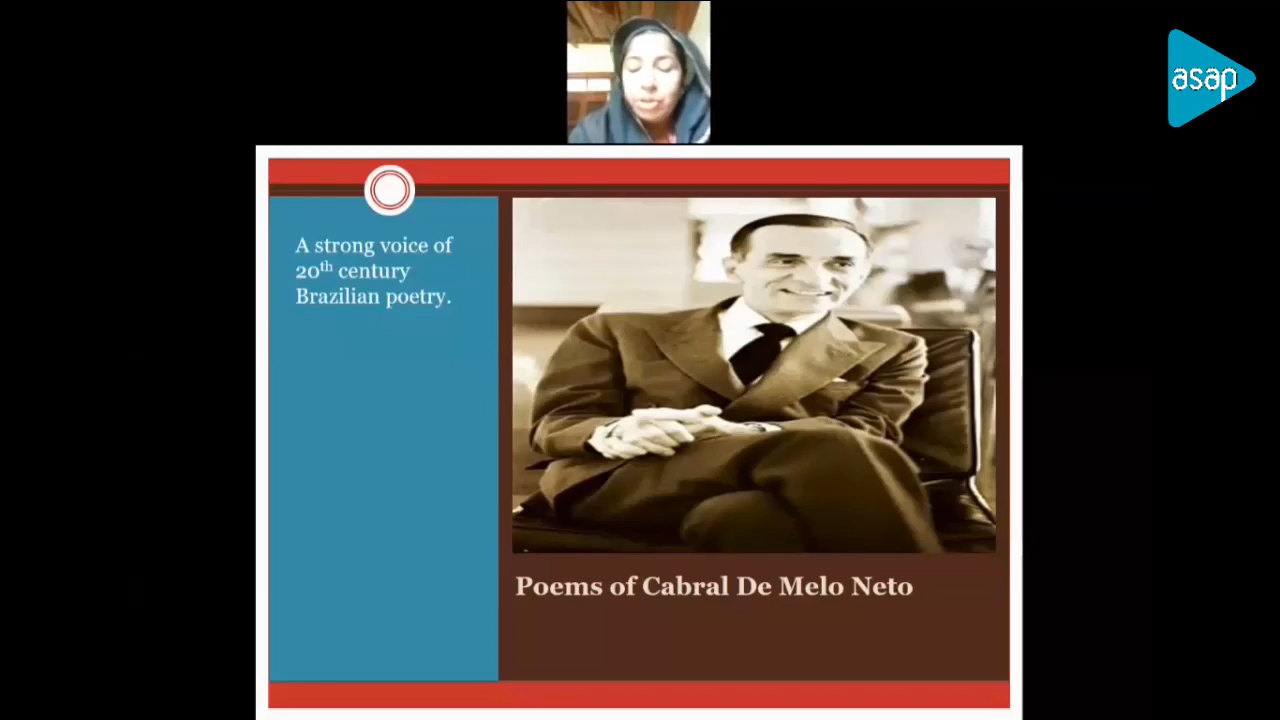 asap
A strong voice of
20th century
Brazilian poetry.
Poems of Cabral De Melo Neto